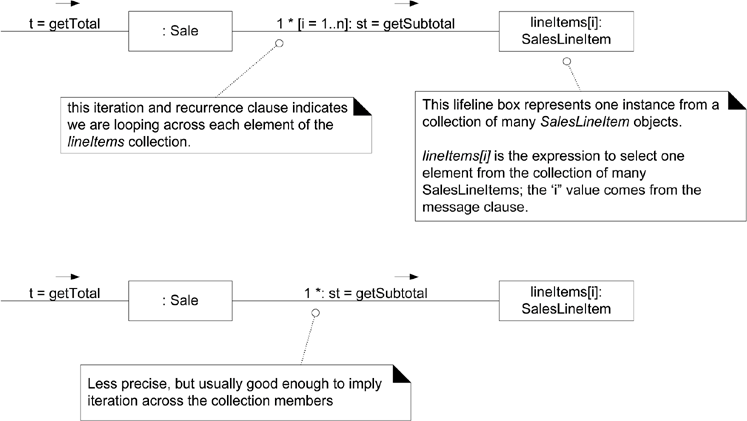 t = getTotal
: Sale
1 * [i = 1..n]: st = getSubtotal
lineItems[i]:
SalesLineItem
this iteration and recurrence clause indicates
we are looping across each element of the
lineItems collection.
This lifeline box represents one instance from a
collection of many SalesLineItem objects.
lineItems[i] is the expression to select one
element from the collection of many
SalesLineItems; the ‘i” value comes from the
message clause.
t = getTotal
: Sale
1 *: st = getSubtotal
lineItems[i]:
SalesLineItem
Less precise, but usually good enough to imply
iteration across the collection members